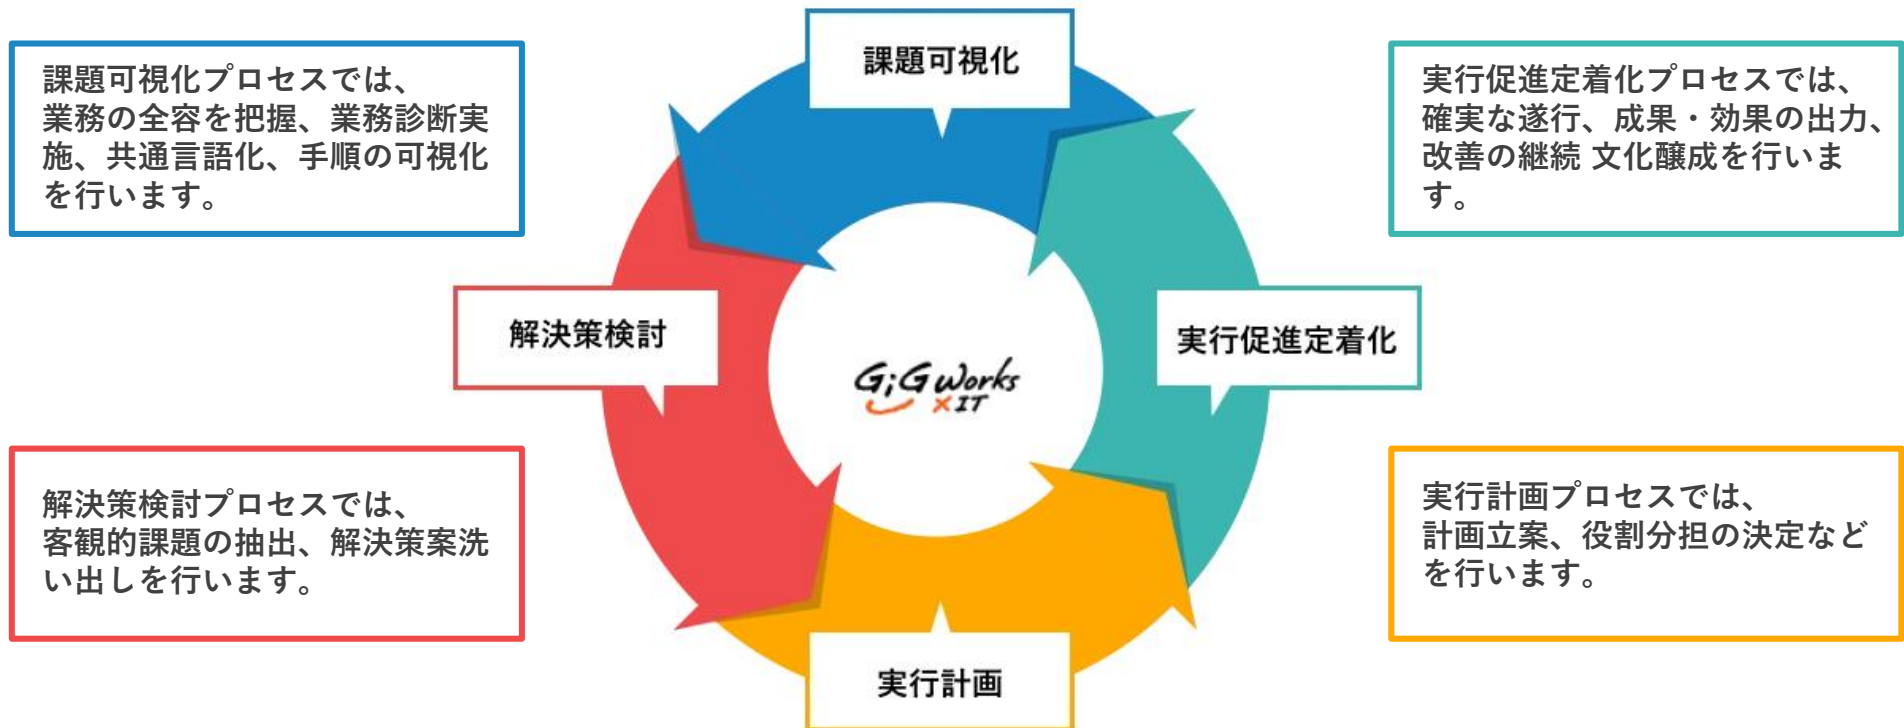 課題可視化
課題可視化プロセスでは、
業務の全容を把握、業務診断実
施、共通言語化、手順の可視化
を行います。
実行促進定着化プロセスでは、
確実な遂行、成果・効果の出力、
改善の継続 文化醸成を行いま
す。
解決策検討
実行促進定着化
GiG works
×IT
解決策検討プロセスでは、
客観的課題の抽出、解決策案洗
い出しを行います。
実行計画プロセスでは、
計画立案、役割分担の決定など
を行います。
実行計画